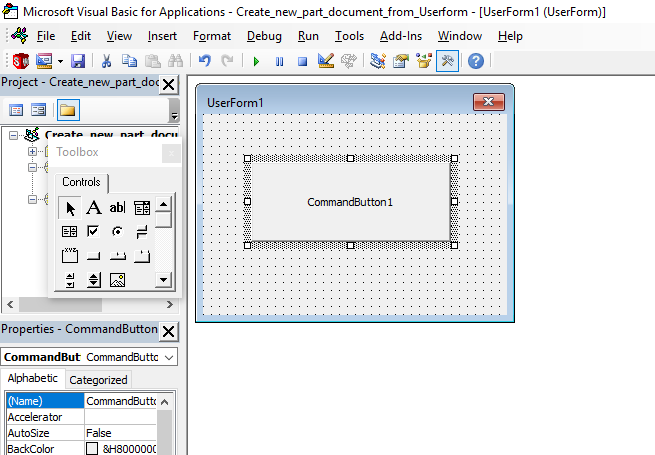 Microsoft Visual Basic for Applications - Create_new_part_document_from_Userform - [UserForm1 (UserForm)]
File Edit View Insert Format Debug Run Tools Add-Ins Window Help
Project - Create_new_part_doc
UserForm1
Create_new_part_docu
Toolbox
Controls
A ab|
XYZ
CommandButton1
Properties - CommandButton
CommandBut CommandButto
Alphabetic Categorized
(Name) CommandButto
Accelerator
AutoSize False
BackColor &H8000000